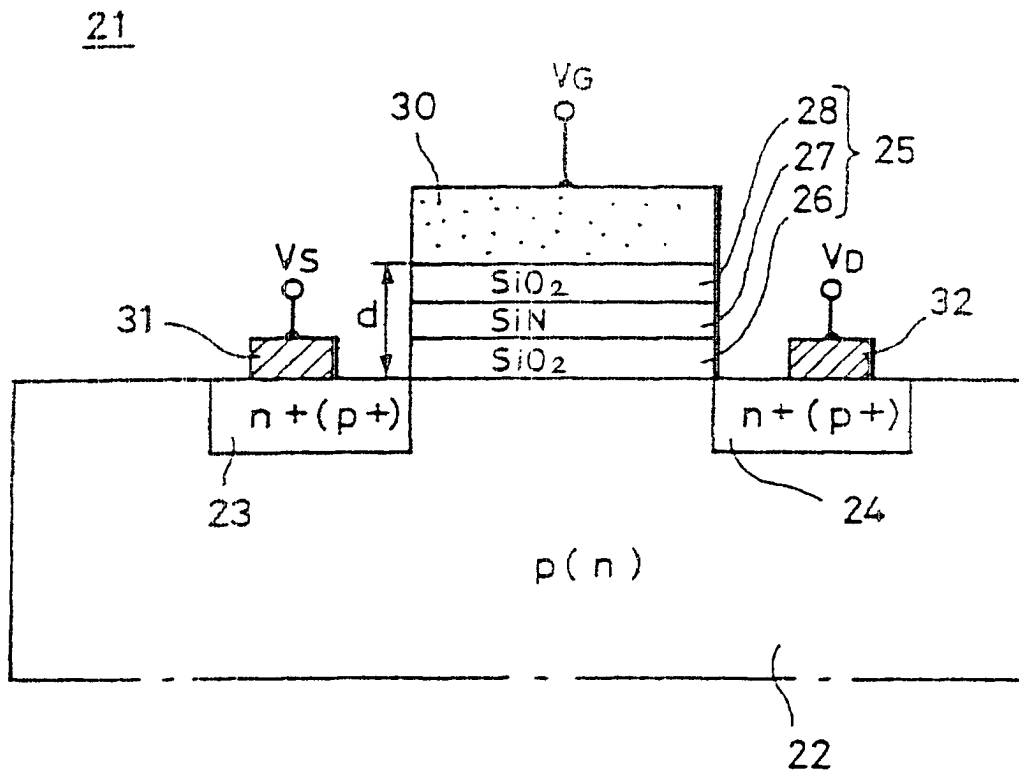 21
VG
30
28
27
26
25
VS
VD
31
32
d
SiO2
SiN
SiO2
n+(p+)
n+(p+)
23
24
p(n)
22